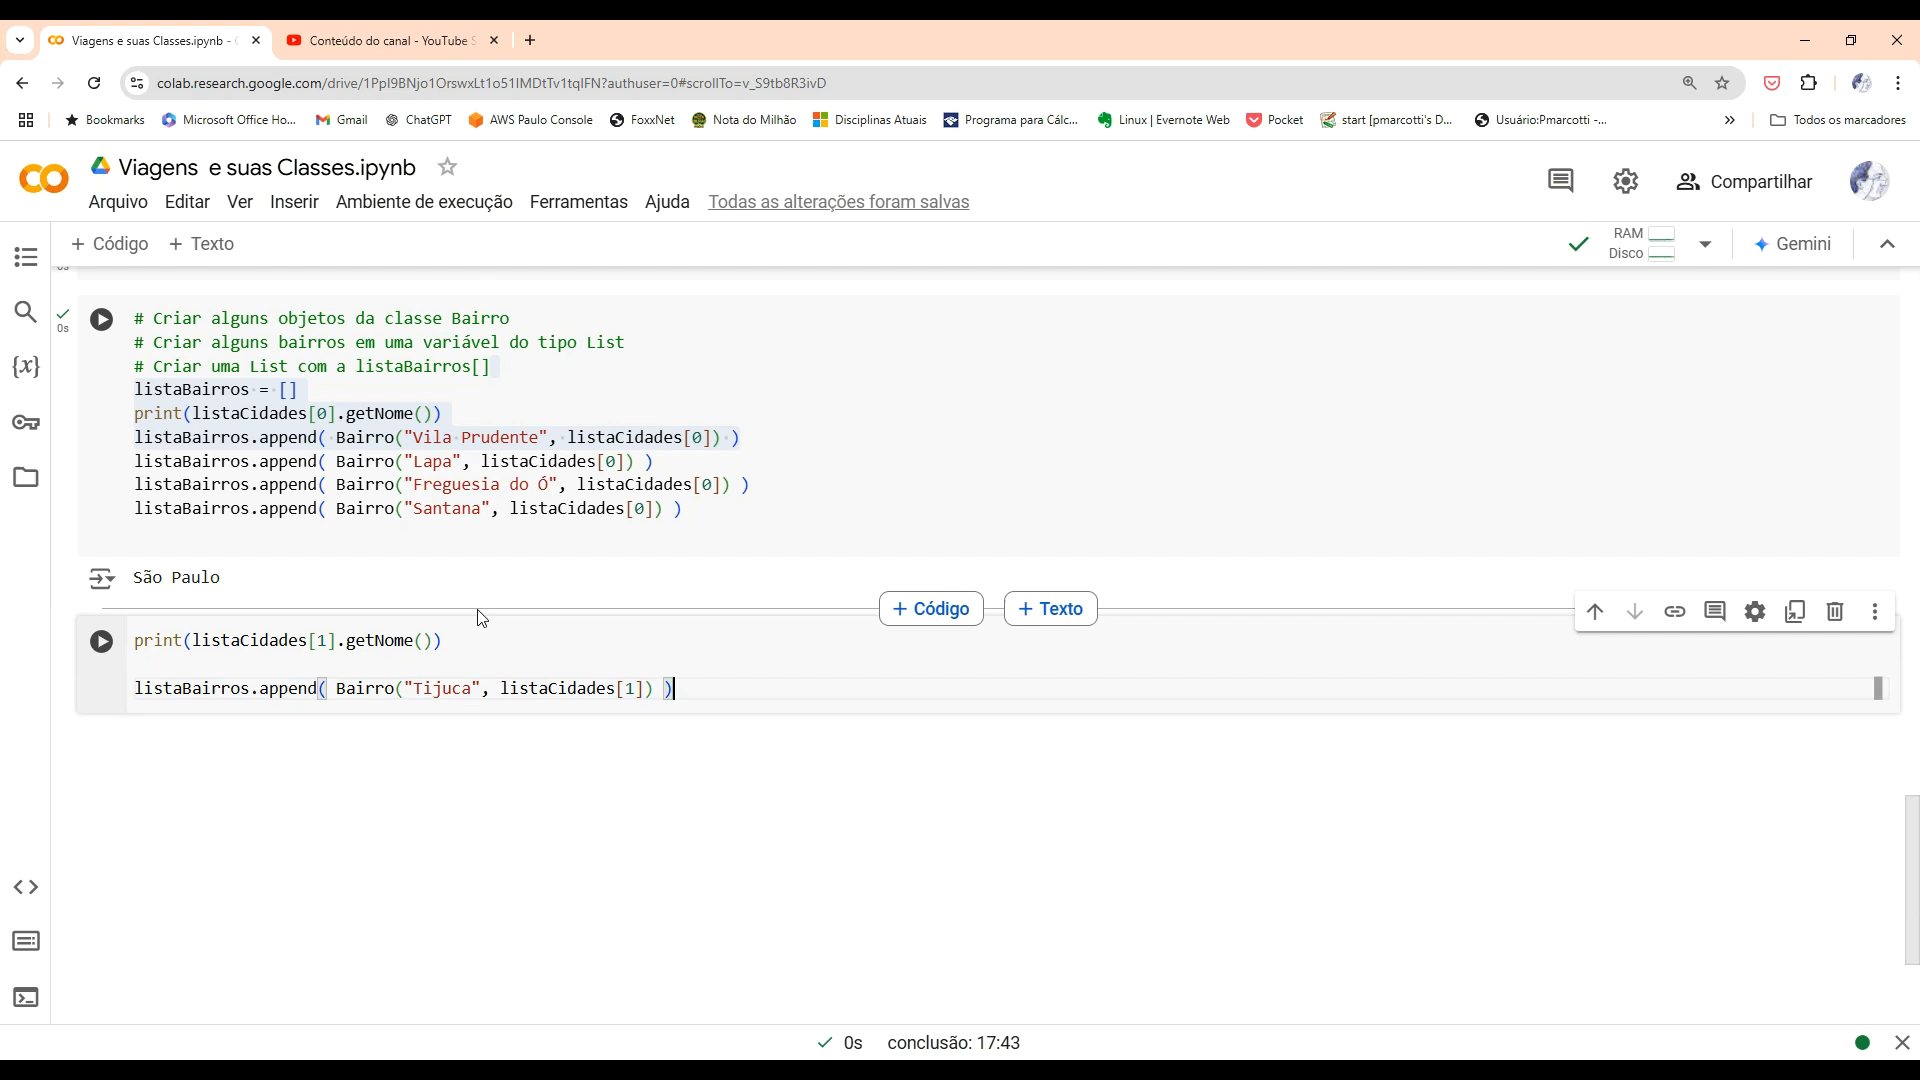 Viagens e suas Classes.ipynb -
Conteúdo do canal - YouTube S
colab.research.google.com/drive/1PpI9BNjo1OrswxLt1o51IMDtTv1tqIFN?authuser=0#scrollTo=v_S9tb8R3ivD
Bookmarks
Microsoft Office Ho...
Gmail
ChatGPT
AWS Paulo Console
FoxxNet
Nota do Milhão
Disciplinas Atuais
Programa para Cálc...
Linux | Evernote Web
Pocket
start [pmarcotti's D...
Usuário:Pmarcotti -...
»
Todos os marcadores
Viagens e suas Classes.ipynb
Compartilhar
Arquivo Editar Ver Inserir Ambiente de execução Ferramentas Ajuda Todas as alterações foram salvas
+ Código + Texto
RAM
Disco
Gemini
0s
# Criar alguns objetos da classe Bairro
# Criar alguns bairros em uma variável do tipo List
# Criar uma List com a listaBairros[]
listaBairros = []
print(listaCidades[0].getNome())
listaBairros.append( Bairro("Vila Prudente", listaCidades[0]) )
listaBairros.append( Bairro("Lapa", listaCidades[0]) )
listaBairros.append( Bairro("Freguesia do Ó", listaCidades[0]) )
listaBairros.append( Bairro("Santana", listaCidades[0]) )
São Paulo
+ Código + Texto
print(listaCidades[1].getNome())
listaBairros.append( Bairro("Tijuca", listaCidades[1]) )
0s conclusão: 17:43